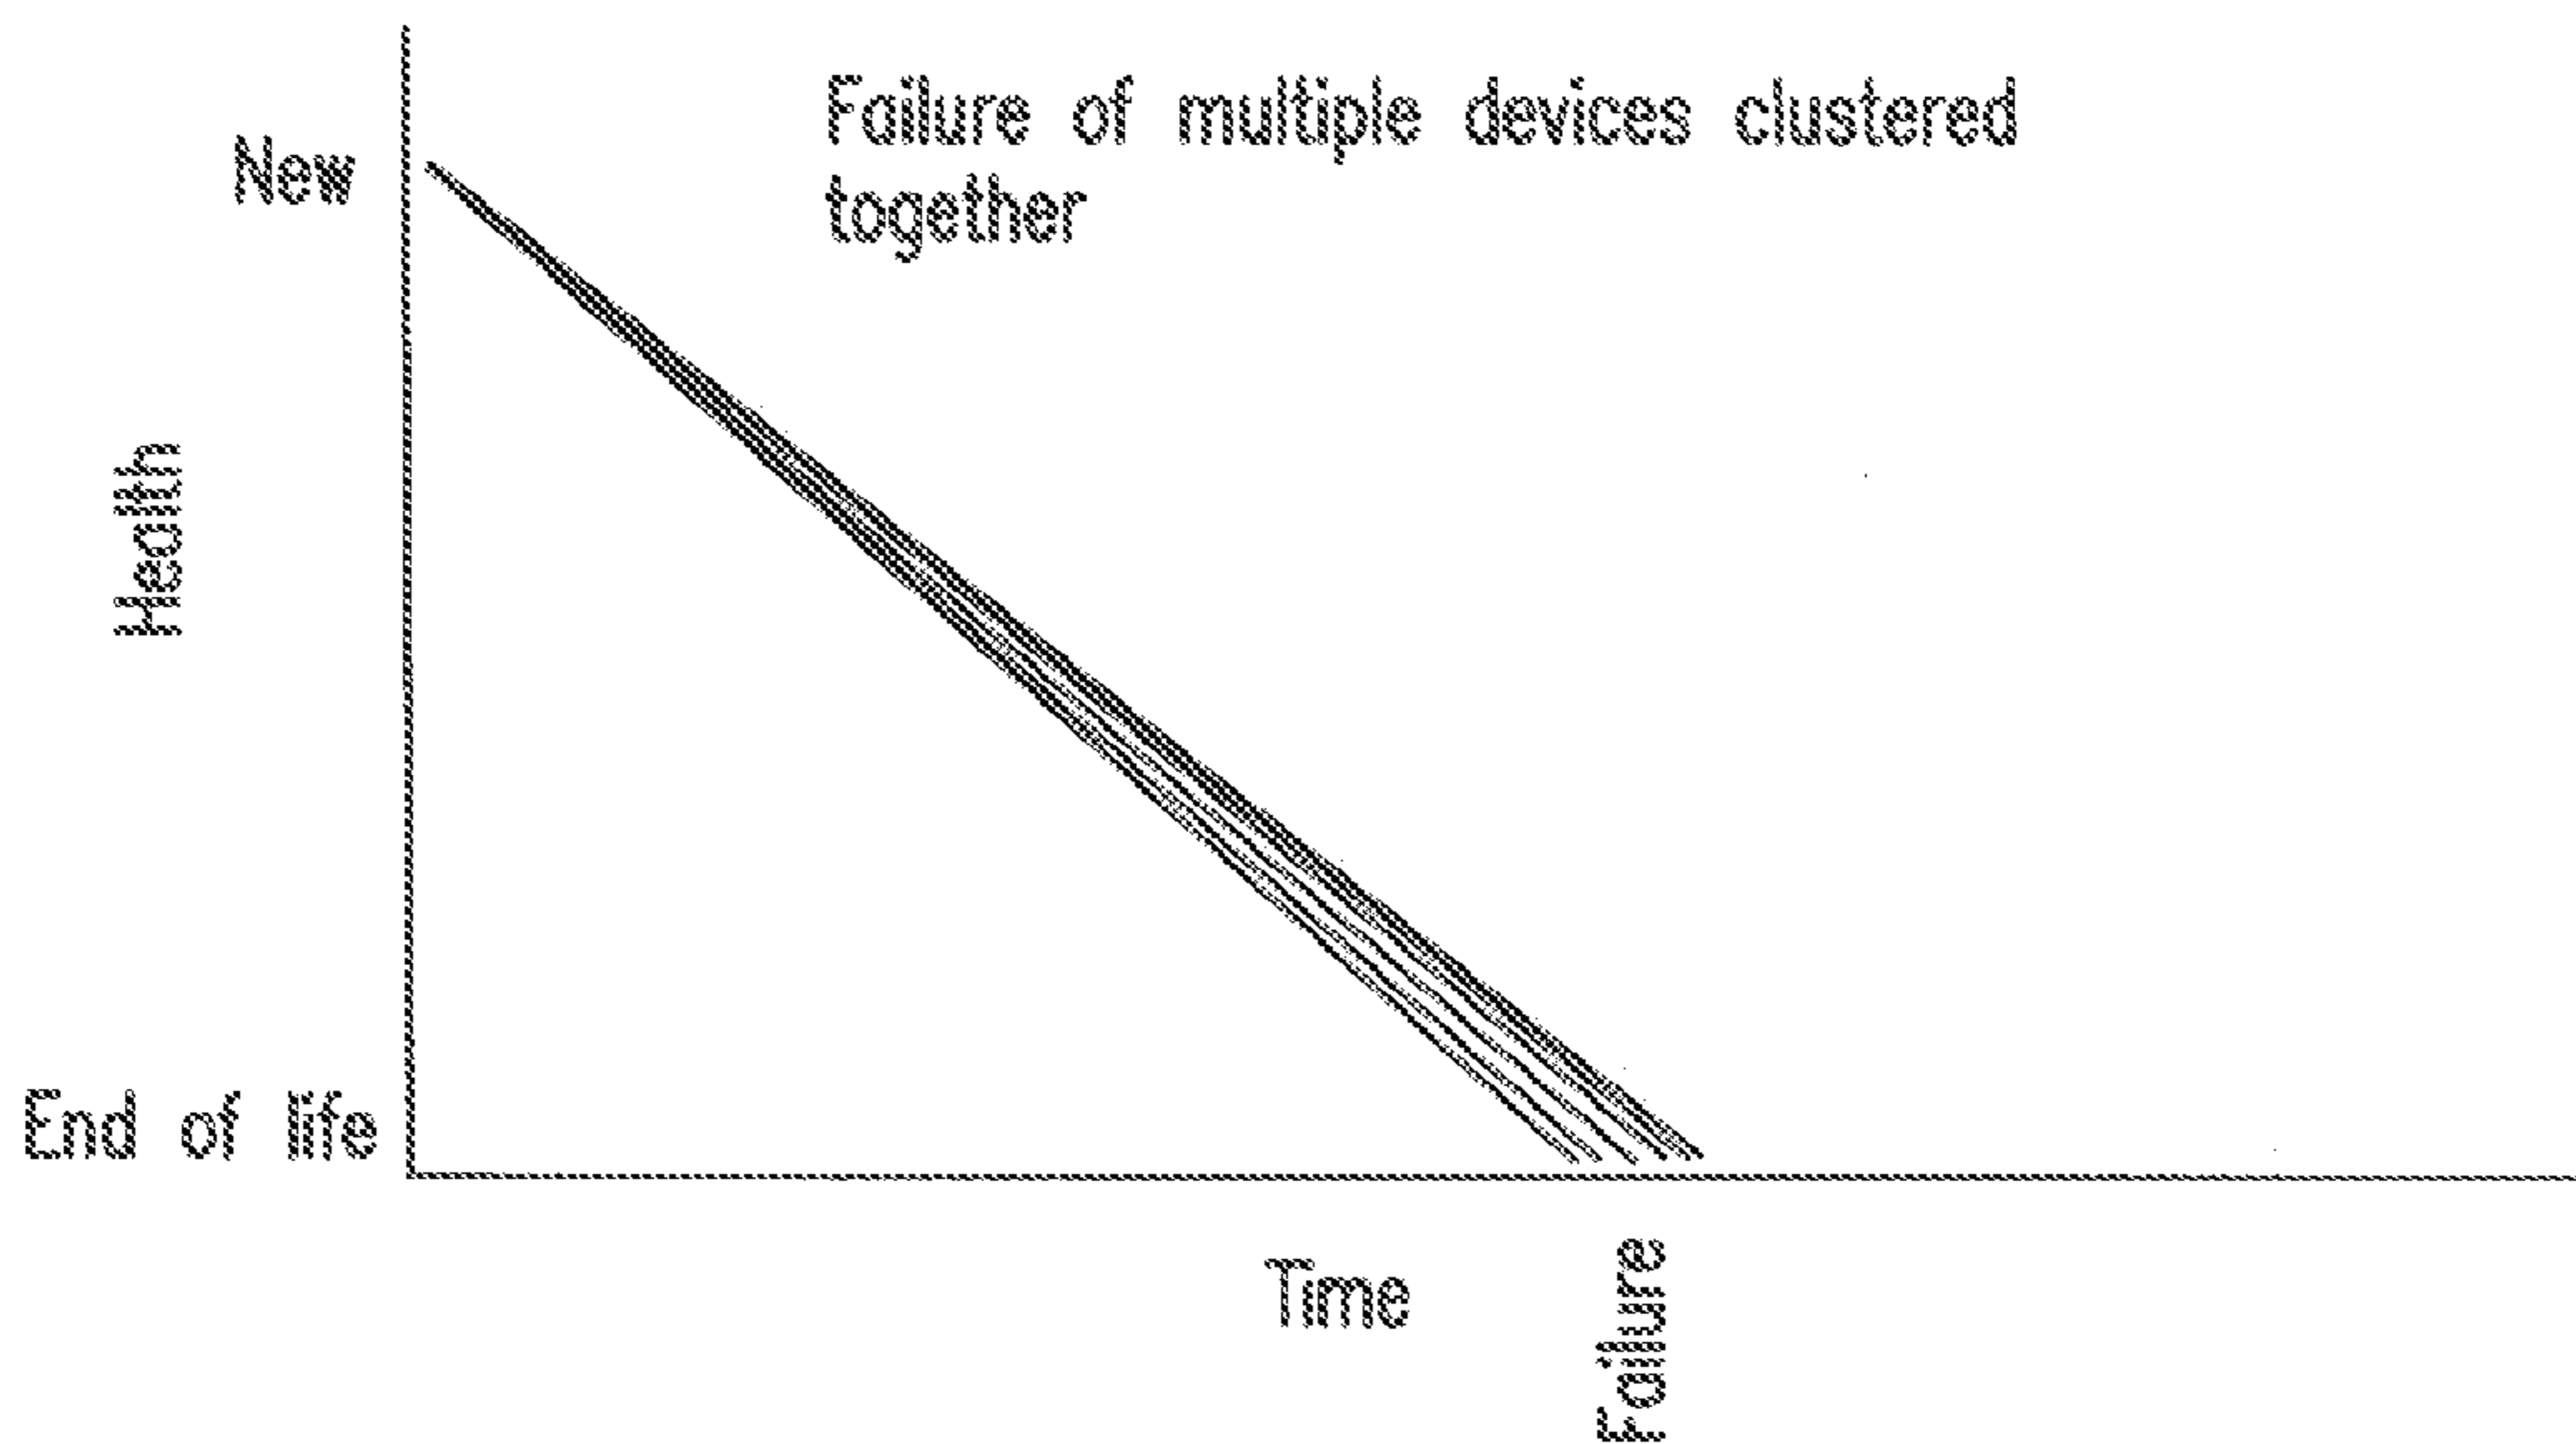 Failure of multiple devices clustered
together
New
Health
End of life
Time
Failure